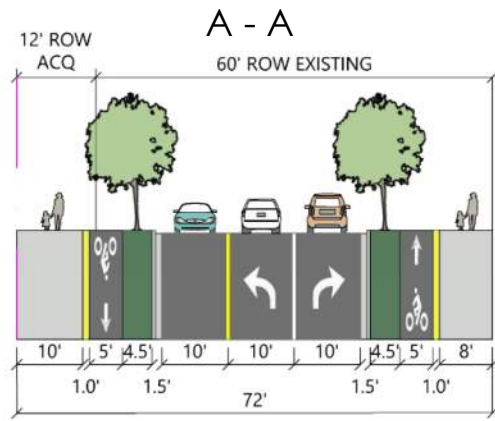 A - A
12' ROW
ACQ
60' ROW EXISTING
10' 5' 4.5' 10' 10' 10' 4.5' 5' 8'
1.0' 1.5' 1.5' 1.0'
72'